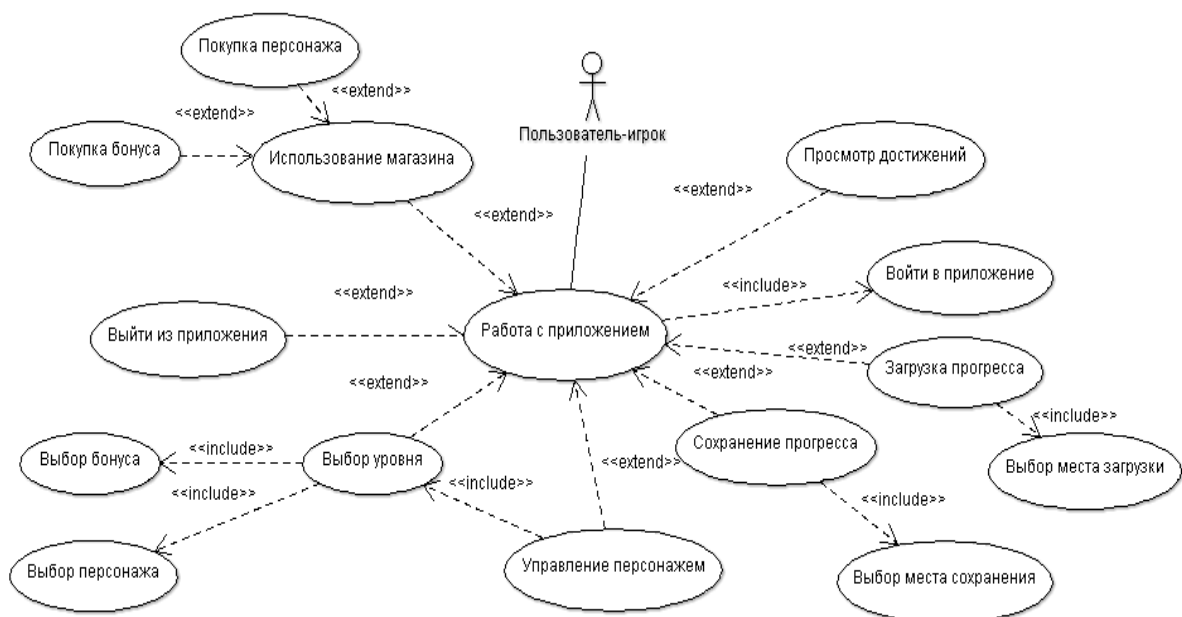 Покупка персонажа
<<extend>>
<<extend>>
Покупка бонуса
Использование магазина
Пользователь-игрок
Просмотр достижений
<<extend>>
<<extend>>
Войти в приложение
<<include>>
<<extend>>
Выйти из приложения
Работа с приложением
<<extend>>
Загрузка прогресса
<<extend>>
<<extend>>
<<include>>
Выбор бонуса
<<include>>
Выбор уровня
Сохранение прогресса
<<extend>>
Выбор места загрузки
<<include>>
<<include>>
<<include>>
Выбор персонажа
Управление персонажем
Выбор места сохранения